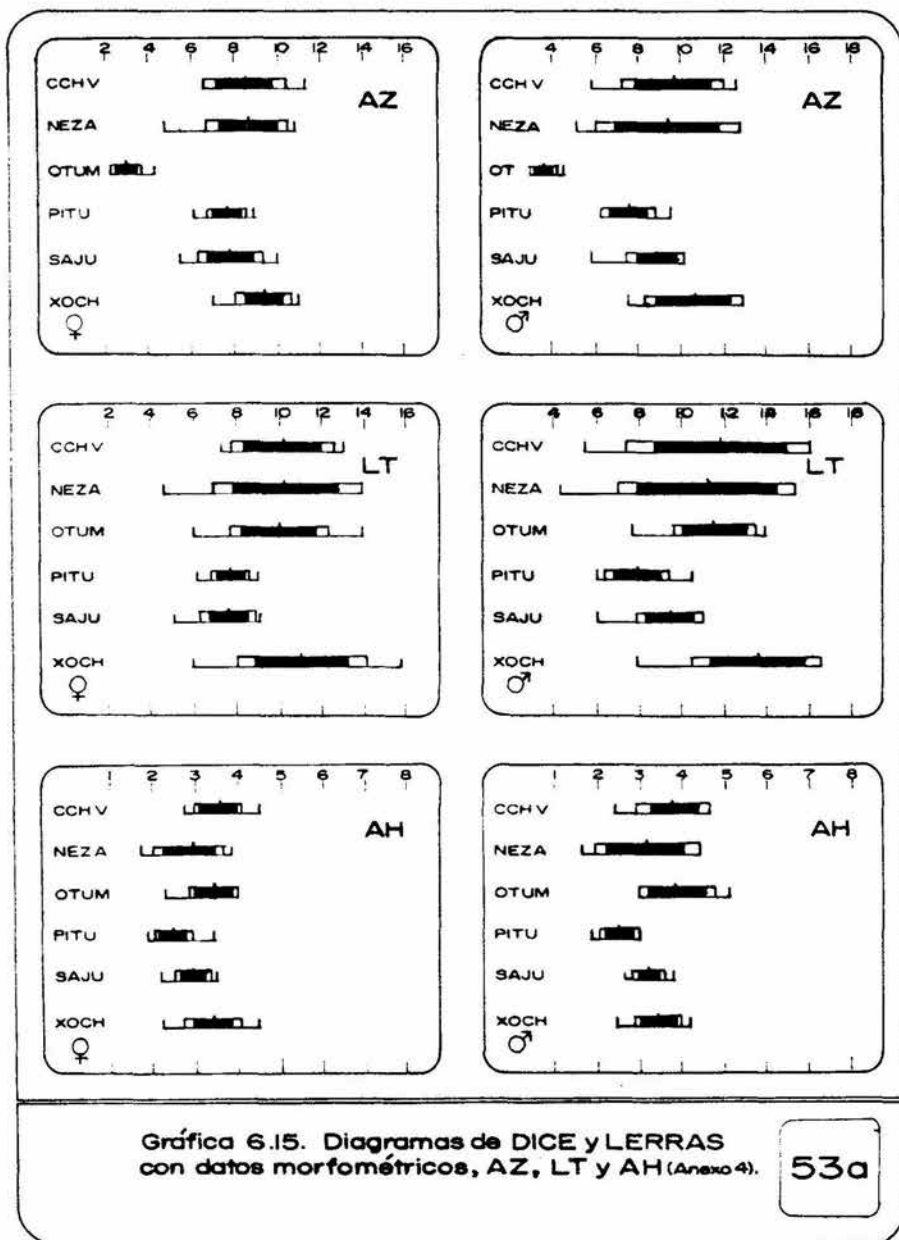 2 4 6 8 10 12 14 16
AZ
CCHV
NEZA
OTUM
PITU
SAJU
XOCH
♀
4 6 8 10 12 14 16 18
AZ
CCHV
NEZA
OT
PITU
SAJU
XOCH
♂
2 4 6 8 10 12 14 16
LT
CCHV
NEZA
OTUM
PITU
SAJU
XOCH
♀
4 6 8 10 12 14 16 18
LT
CCHV
NEZA
OTUM
PITU
SAJU
XOCH
♂
1 2 3 4 5 6 7 8
AH
CCHV
NEZA
OTUM
PITU
SAJU
XOCH
♀
1 2 3 4 5 6 7 8
AH
CCHV
NEZA
OTUM
PITU
SAJU
XOCH
♂
Gráfica 6.15. Diagramas de DICE y LERRAS
con datos morfométricos, AZ, LT y AH (Anexo 4).
53a